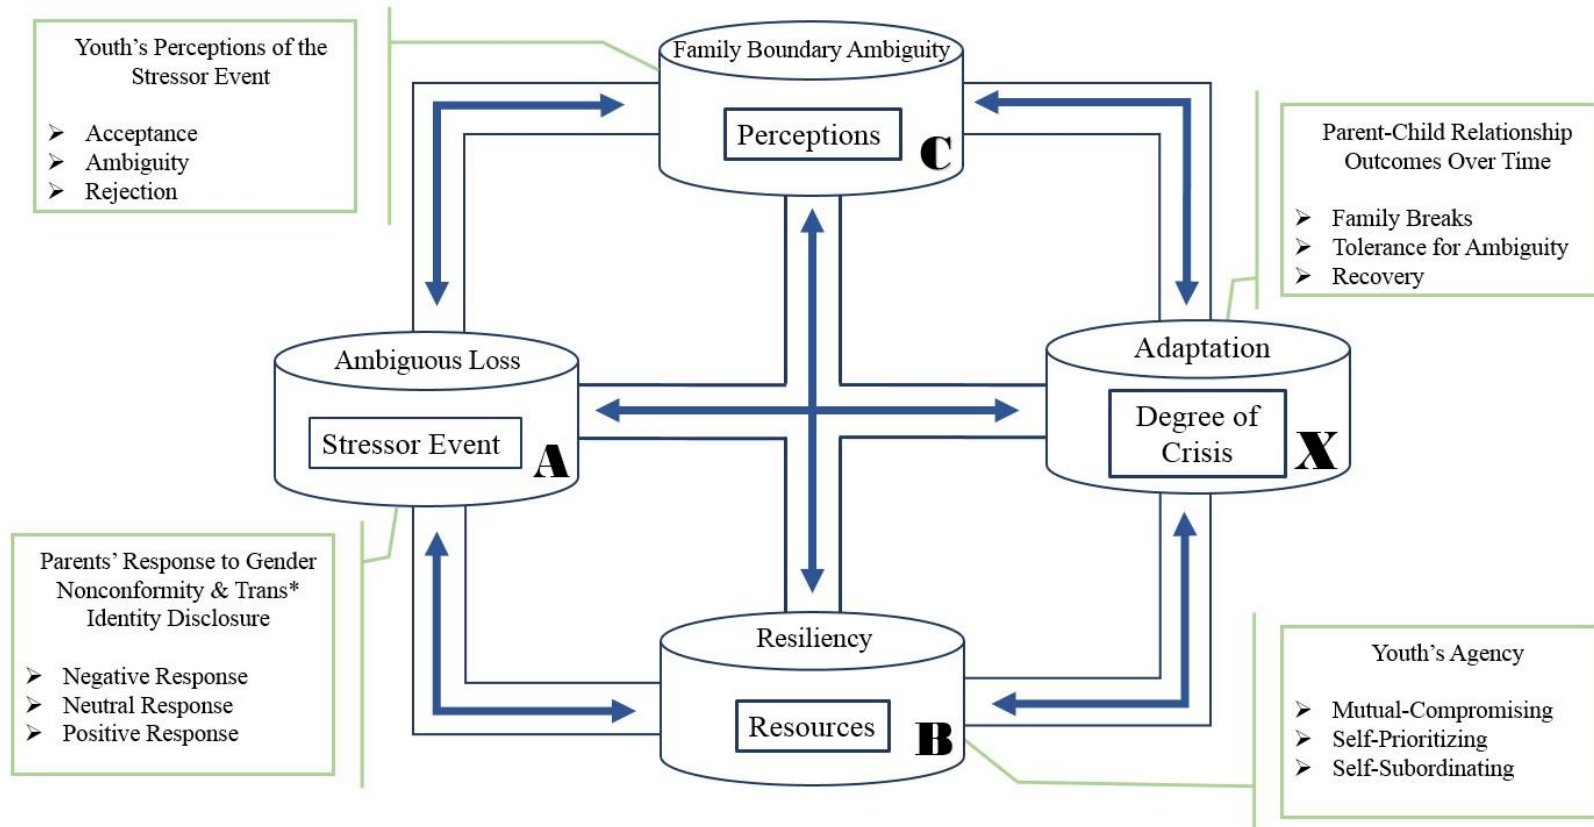 Youth’s Perceptions of the
Stressor Event
➢ Acceptance
➢ Ambiguity
➢ Rejection
Family Boundary Ambiguity
Perceptions
C
Parent-Child Relationship
Outcomes Over Time
➢ Family Breaks
➢ Tolerance for Ambiguity
➢ Recovery
Ambiguous Loss
Stressor Event
A
Adaptation
Degree of
Crisis
X
Parents’ Response to Gender
Nonconformity & Trans*
Identity Disclosure
➢ Negative Response
➢ Neutral Response
➢ Positive Response
Resiliency
Resources
B
Youth’s Agency
➢ Mutual-Compromising
➢ Self-Prioritizing
➢ Self-Subordinating